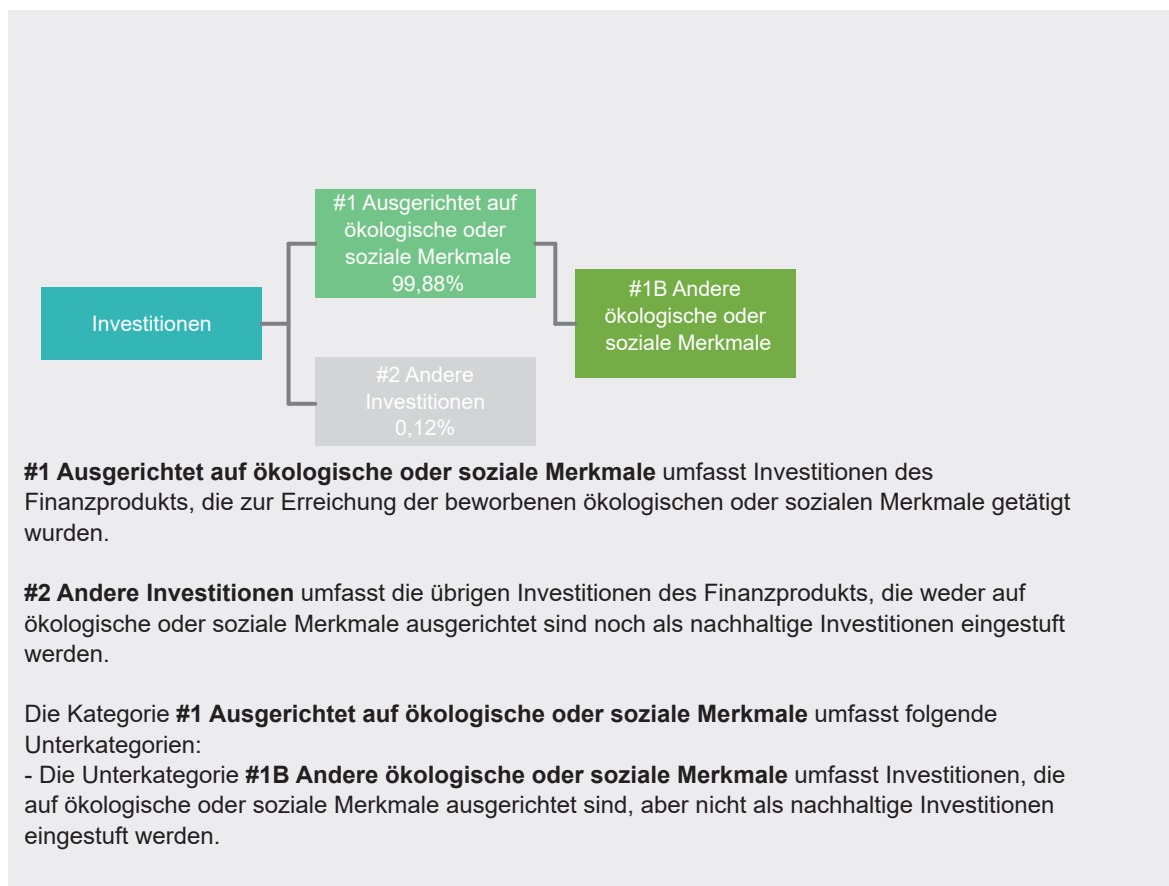 #1 Ausgerichtet auf
ökologische oder
soziale Merkmale
99,88%
#1B Andere
ökologische oder
soziale Merkmale
Investitionen
#2 Andere
Investitionen
0,12%
#1 Ausgerichtet auf ökologische oder soziale Merkmale umfasst Investitionen des
Finanzprodukts, die zur Erreichung der beworbenen ökologischen oder sozialen Merkmale getätigt
wurden.
#2 Andere Investitionen umfasst die übrigen Investitionen des Finanzprodukts, die weder auf
ökologische oder soziale Merkmale ausgerichtet sind noch als nachhaltige Investitionen eingestuft
werden.
Die Kategorie #1 Ausgerichtet auf ökologische oder soziale Merkmale umfasst folgende
Unterkategorien:
- Die Unterkategorie #1B Andere ökologische oder soziale Merkmale umfasst Investitionen, die
auf ökologische oder soziale Merkmale ausgerichtet sind, aber nicht als nachhaltige Investitionen
eingestuft werden.